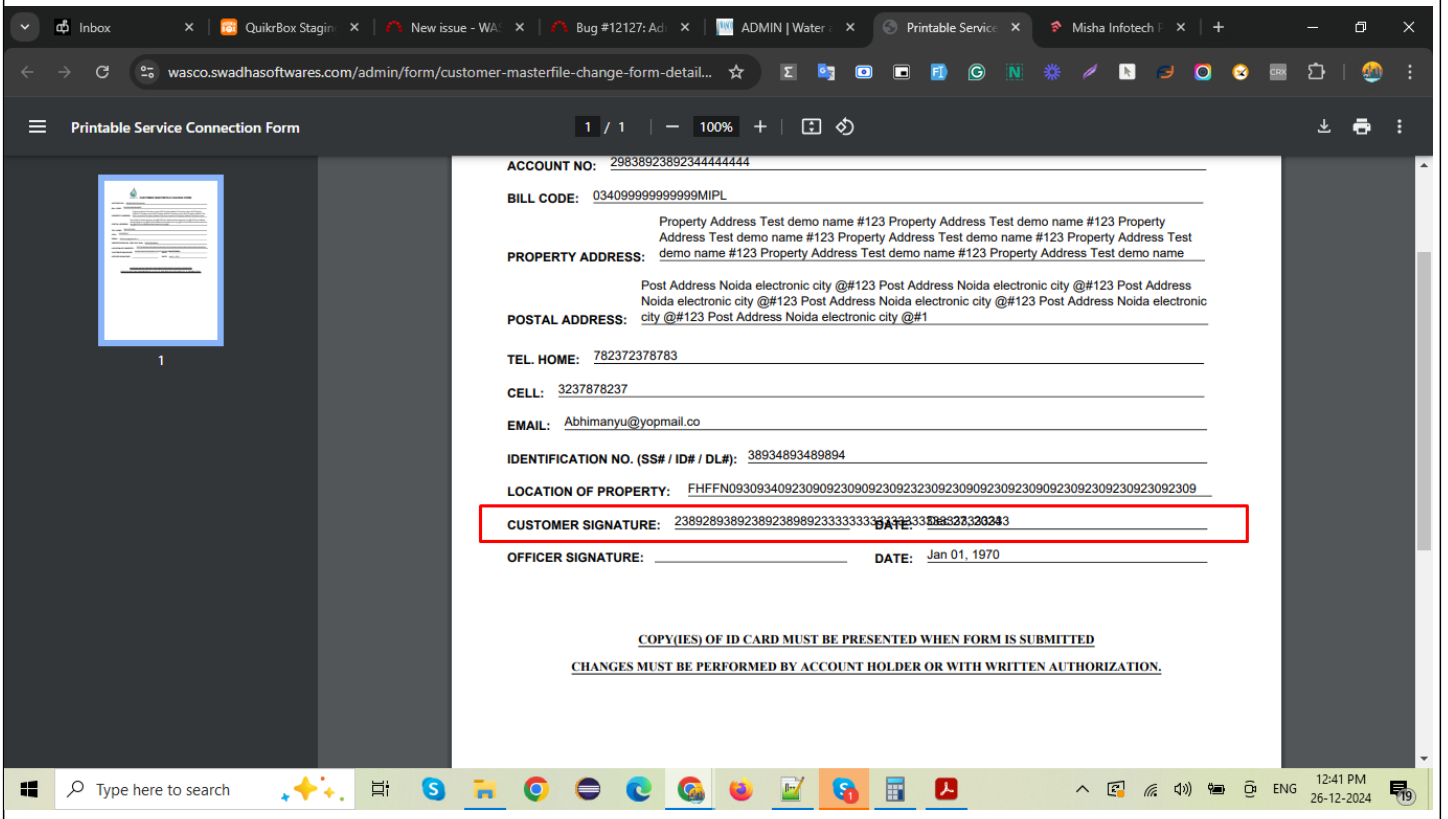 Inbox
QuikrBox Stagin
New issue - WAS
Bug #12127: Ad
ADMIN | Water a
Printable Service
Misha Infotech P
wasco.swadhasoftwares.com/admin/form/customer-masterfile-change-form-detail...
CRX
Printable Service Connection Form
1 / 1
100%
ACCOUNT NO: 29838923892344444444
BILL CODE: 034099999999999MIPL
Property Address Test demo name #123 Property Address Test demo name #123 Property
Address Test demo name #123 Property Address Test demo name #123 Property Address Test
PROPERTY ADDRESS: demo name #123 Property Address Test demo name #123 Property Address Test demo name
Post Address Noida electronic city @#123 Post Address Noida electronic city @#123 Post Address
Noida electronic city @#123 Post Address Noida electronic city @#123 Post Address Noida electronic
POSTAL ADDRESS: city @#123 Post Address Noida electronic city @#1
1
TEL. HOME: 782372378783
CELL: 3237878237
EMAIL: Abhimanyu@yopmail.co
IDENTIFICATION NO. (SS# / ID# / DL#): 38934893489894
LOCATION OF PROPERTY:
CUSTOMER SIGNATURE: DATE: Dec 27, 2024
OFFICER SIGNATURE: DATE: Jan 01, 1970
COPY(IES) OF ID CARD MUST BE PRESENTED WHEN FORM IS SUBMITTED
CHANGES MUST BE PERFORMED BY ACCOUNT HOLDER OR WITH WRITTEN AUTHORIZATION.
Type here to search
ENG
12:41 PM
26-12-2024
19